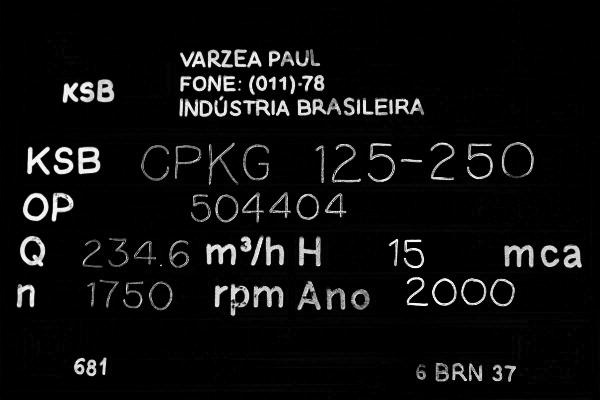 VARZEA PAUL
KSB FONE: (011)-78
INDÚSTRIA BRASILEIRA
KSB CPKG 125-250
OP 504404
Q 234.6 m³/h H 15 mca
n 1750 rpm Ano 2000
681 6 BRN 37